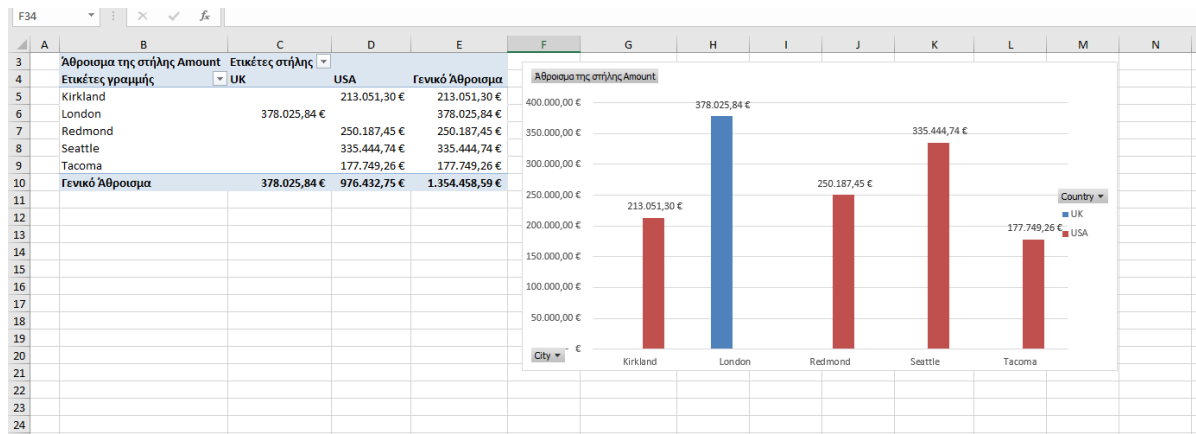 F34 fx
A B C D E F G H I J K L M N
3 Άθροισμα της στήλης Amount Ετικέτες στήλης
4 Ετικέτες γραμμής UK USA Γενικό Άθροισμα
5 Kirkland 213.051,30 € 213.051,30 €
6 London 378.025,84 € 378.025,84 €
7 Redmond 250.187,45 € 250.187,45 €
8 Seattle 335.444,74 € 335.444,74 €
9 Tacoma 177.749,26 € 177.749,26 €
10 Γενικό Άθροισμα 378.025,84 € 976.432,75 € 1.354.458,59 €
11
12
13
14
15
16
17
18
19
20
21
22
23
24
Άθροισμα της στήλης Amount
400.000,00 €
350.000,00 €
300.000,00 €
250.000,00 €
200.000,00 €
150.000,00 €
100.000,00 €
50.000,00 €
- €
213.051,30 €
378.025,84 €
250.187,45 €
335.444,74 €
177.749,26 €
Country
UK
USA
City
Kirkland London Redmond Seattle Tacoma